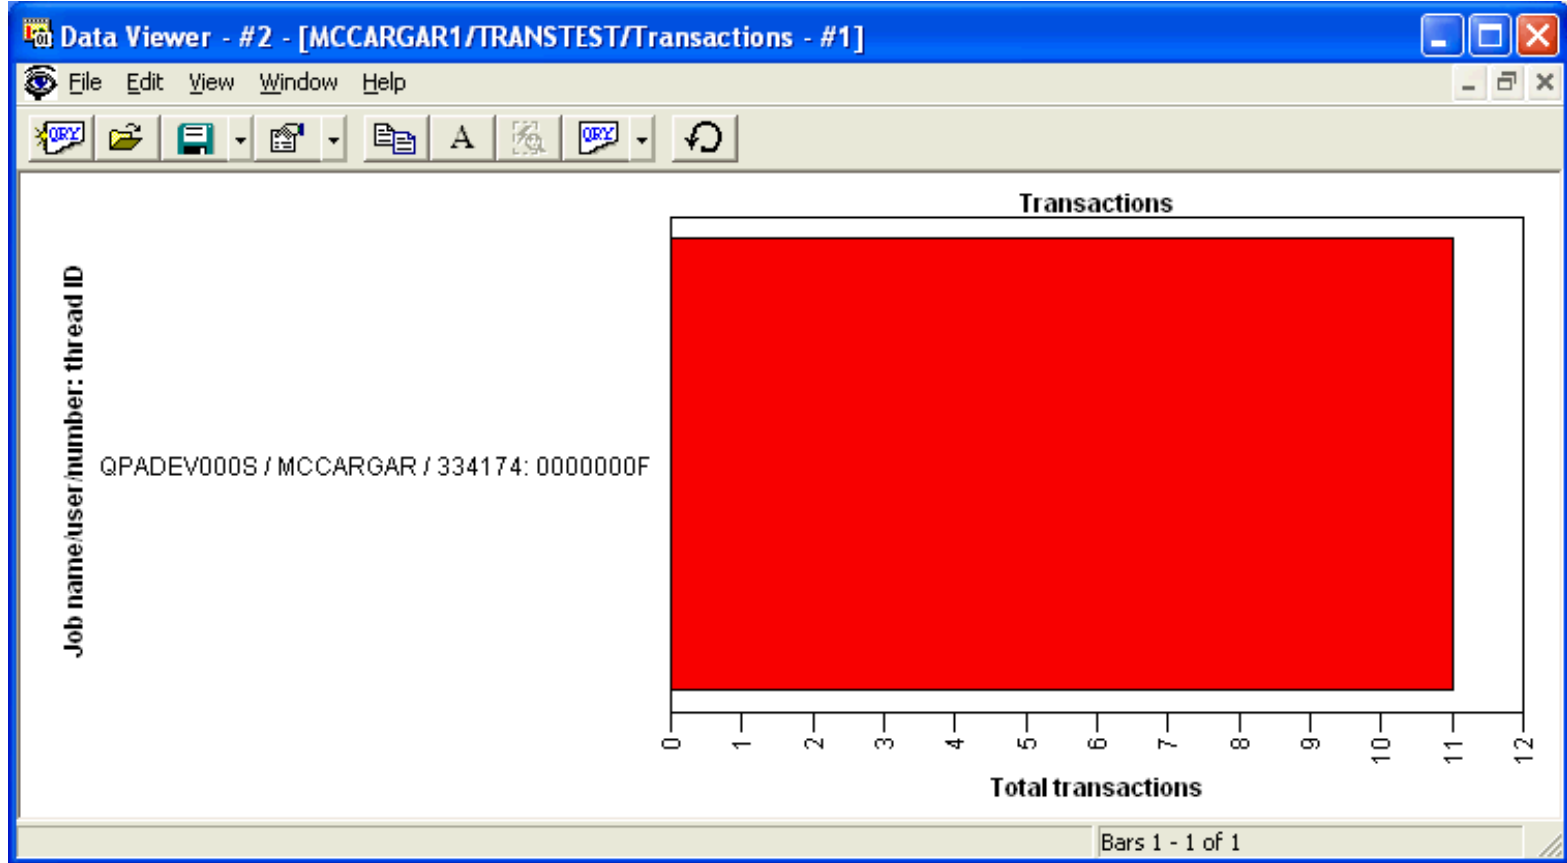 Data Viewer - #2 - [MCCARGAR1/TRANSTEST/Transactions - #1]
File Edit View Window Help
QRY A QRY
Transactions
Job name/user/number: thread ID
QPADEV000S / MCCARGAR / 334174: 0000000F
0 1 2 3 4 5 6 7 8 9 10 11 12
Total transactions
Bars 1 - 1 of 1